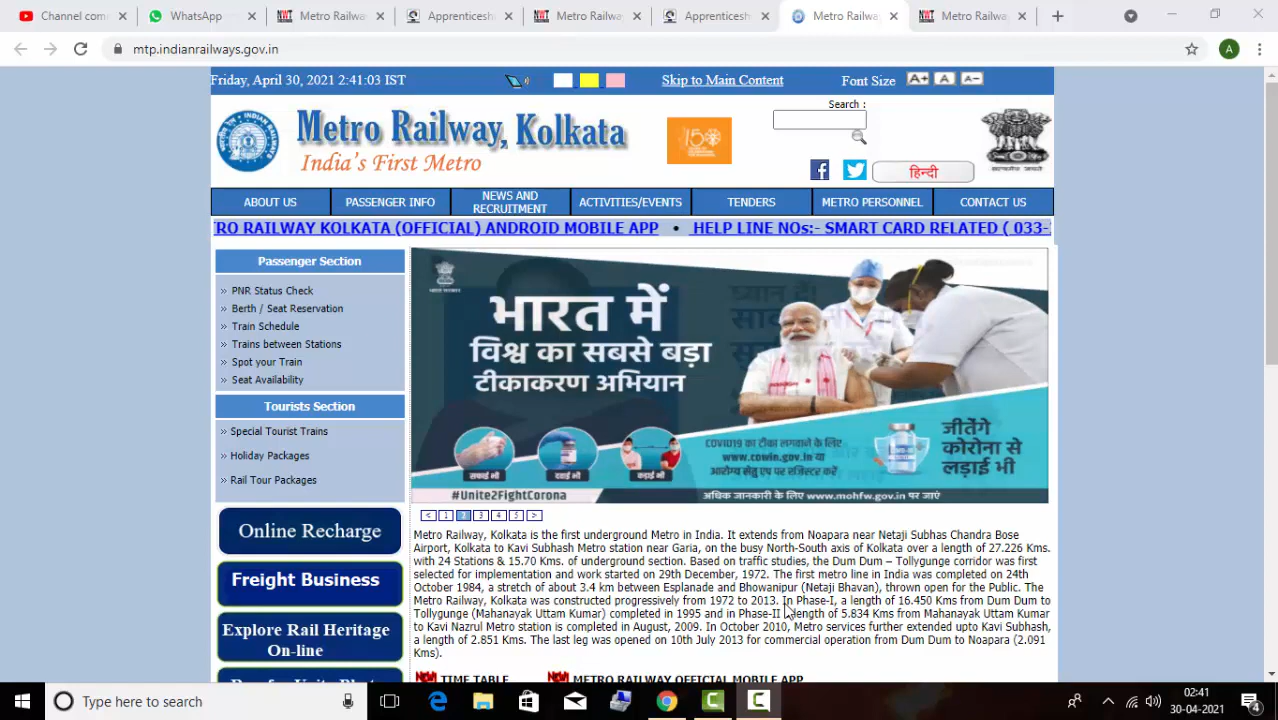 Channel com
WhatsApp
Metro Railw
Apprenticesh
Metro Railwa
Apprenticesh
Metro Railwa
Metro Railwa
mtp.indianrailways.gov.in
A
Friday, April 30, 2021 2:41:03 IST
Skip to Main Content
Font Size A+ A A-
Metro Railway, Kolkata
India's First Metro
Search :
हिन्दी
ABOUT US
PASSENGER INFO
NEWS AND RECRUITMENT
ACTIVITIES/EVENTS
TENDERS
METRO PERSONNEL
CONTACT US
RO RAILWAY KOLKATA (OFFICIAL) ANDROID MOBILE APP • HELP LINE NOs:- SMART CARD RELATED ( 033-
Passenger Section
» PNR Status Check
» Berth / Seat Reservation
» Train Schedule
» Trains between Stations
» Spot your Train
» Seat Availability
Tourists Section
» Special Tourist Trains
» Holiday Packages
» Rail Tour Packages
Online Recharge
Freight Business
Explore Rail Heritage
On-line
भारत में
विश्व का सबसे बड़ा
टीकाकरण अभियान
सफाई भी
दवाई भी
कड़ाई भी
COVID19 का टीका लगवाने के लिए
www.cowin.gov.in या
आरोग्य सेतु एप पर रजिस्टर करें
जीतेंगे
कोरोना से
लड़ाई भी
#Unite2FightCorona
अधिक जानकारी के लिए www.mohfw.gov.in पर जाएं
< 1 2 3 4 5 >
Metro Railway, Kolkata is the first underground Metro in India. It extends from Noapara near Netaji Subhas Chandra Bose
Airport, Kolkata to Kavi Subhash Metro station near Garia, on the busy North-South axis of Kolkata over a length of 27.226 Kms.
with 24 Stations & 15.70 Kms. of underground section. Based on traffic studies, the Dum Dum – Tollygunge corridor was first
selected for implementation and work started on 29th December, 1972. The first metro line in India was completed on 24th
October 1984, a stretch of about 3.4 km between Esplanade and Bhowanipur (Netaji Bhavan), thrown open for the Public. The
Metro Railway, Kolkata was constructed progressively from 1972 to 2013. In Phase-I, a length of 16.450 Kms from Dum Dum to
Tollygunge (Mahanayak Uttam Kumar) completed in 1995 and in Phase-II length of 5.834 Kms from Mahanayak Uttam Kumar
to Kavi Nazrul Metro station is completed in August, 2009. In October 2010, Metro services further extended upto Kavi Subhash,
a length of 2.851 Kms. The last leg was opened on 10th July 2013 for commercial operation from Dum Dum to Noapara (2.091
Kms).
TIME TABLE
METRO RAILWAY OFFICIAL MOBILE APP
Type here to search
02:41
30-04-2021
4